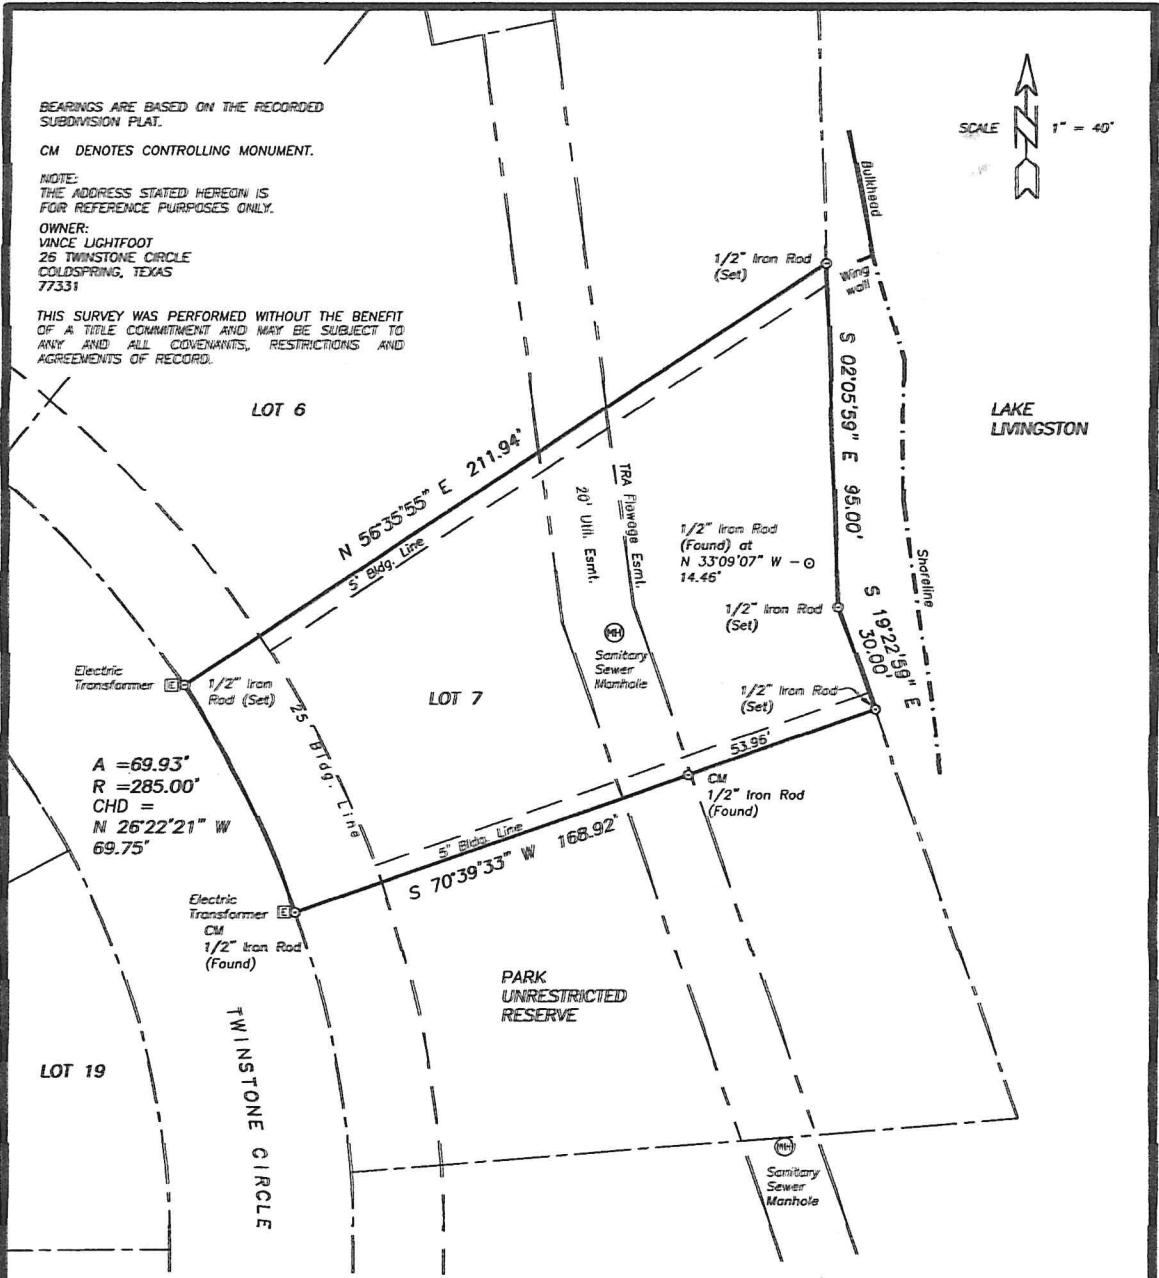 BEARINGS ARE BASED ON THE RECORDED
SUBDIVISION PLAT.
CM DENOTES CONTROLLING MONUMENT.
NOTE:
THE ADDRESS STATED HEREON IS
FOR REFERENCE PURPOSES ONLY.
OWNER:
VINCE LIGHTFOOT
25 TWINSTONE CIRCLE
COLDSPRING, TEXAS
77331
THIS SURVEY WAS PERFORMED WITHOUT THE BENEFIT
OF A TITLE COMMITMENT AND MAY BE SUBJECT TO
ANY AND ALL COVENANTS, RESTRICTIONS AND
AGREEMENTS OF RECORD.
SCALE 1" = 40'
Bulkhead
1/2" Iron Rod
(Set)
Wing
wall
LOT 6
LAKE
LIVINGSTON
N 56°35'55" E 211.94'
5' Bldg. Line
S 02°05'59" E 95.00'
TRA Flowage Esmt.
20' Util. Esmt.
1/2" Iron Rod
(Found) at
N 33°09'07" W
14.46'
Shoreline
S 19°22'59" E
30.00'
1/2" Iron Rod
(Set)
MH
Sanitary
Sewer
Manhole
Electric
Transformer E
1/2" Iron
Rod (Set)
LOT 7
1/2" Iron Rod
(Set)
25' Bldg. Line
53.96'
A =69.93'
R =285.00'
CHD =
N 26°22'21" W
69.75'
CM
1/2" Iron Rod
(Found)
5' Bldg. Line
S 70°39'33" W 168.92'
Electric
Transformer E
CM
1/2" Iron Rod
(Found)
PARK
UNRESTRICTED
RESERVE
TWINSTONE CIRCLE
LOT 19
MH
Sanitary
Sewer
Manhole